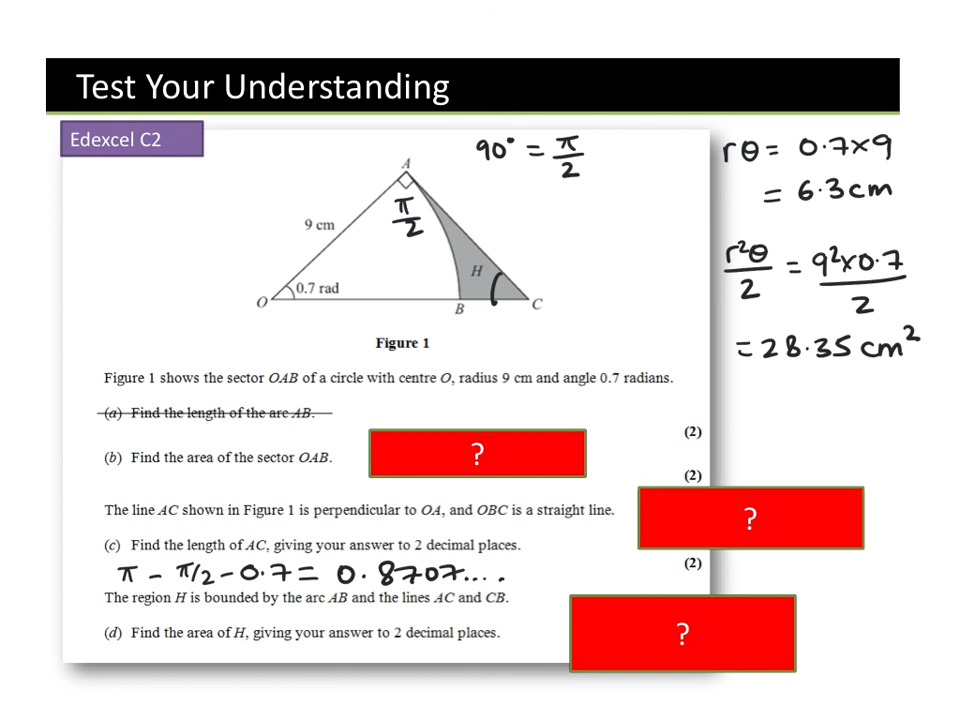 Test Your Understanding
Edexcel C2
90° = π/2
rθ = 0.7×9
= 6.3cm
A
π/2
9 cm
r²θ/2 = 9²×0.7/2
H
0.7 rad
O
B
C
= 28.35 cm²
Figure 1
Figure 1 shows the sector OAB of a circle with centre O, radius 9 cm and angle 0.7 radians.
(a) Find the length of the arc AB.
(2)
(b) Find the area of the sector OAB.
?
(2)
The line AC shown in Figure 1 is perpendicular to OA, and OBC is a straight line.
?
(c) Find the length of AC, giving your answer to 2 decimal places.
(2)
π - π/2 - 0.7 = 0.8707....
The region H is bounded by the arc AB and the lines AC and CB.
(d) Find the area of H, giving your answer to 2 decimal places.
?